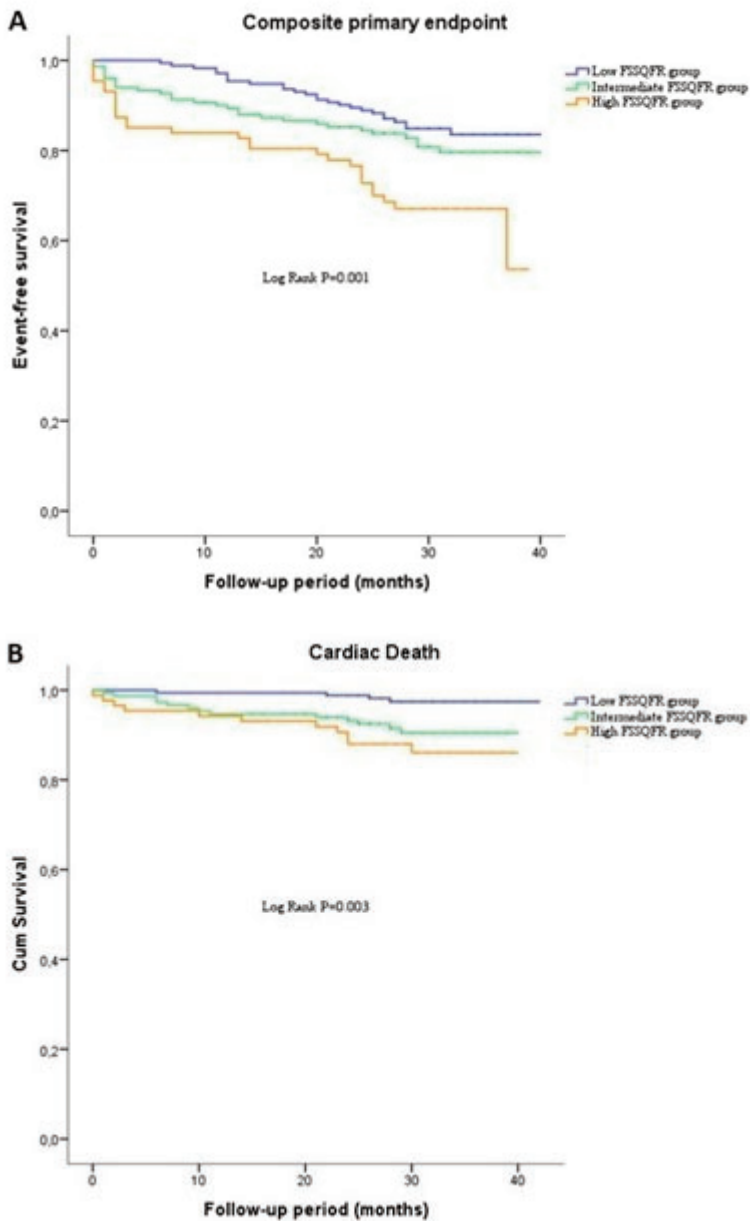 A
Composite primary endpoint
1,0
0,8
0,6
0,4
0,2
0,0
Event-free survival
Low FSSQFR group
Intermediate FSSQFR group
High FSSQFR group
Log Rank P=0.001
0 10 20 30 40
Follow-up period (months)
B
Cardiac Death
1,0
0,8
0,6
0,4
0,2
0,0
Cum Survival
Low FSSQFR group
Intermediate FSSQFR group
High FSSQFR group
Log Rank P=0.003
0 10 20 30 40
Follow-up period (months)